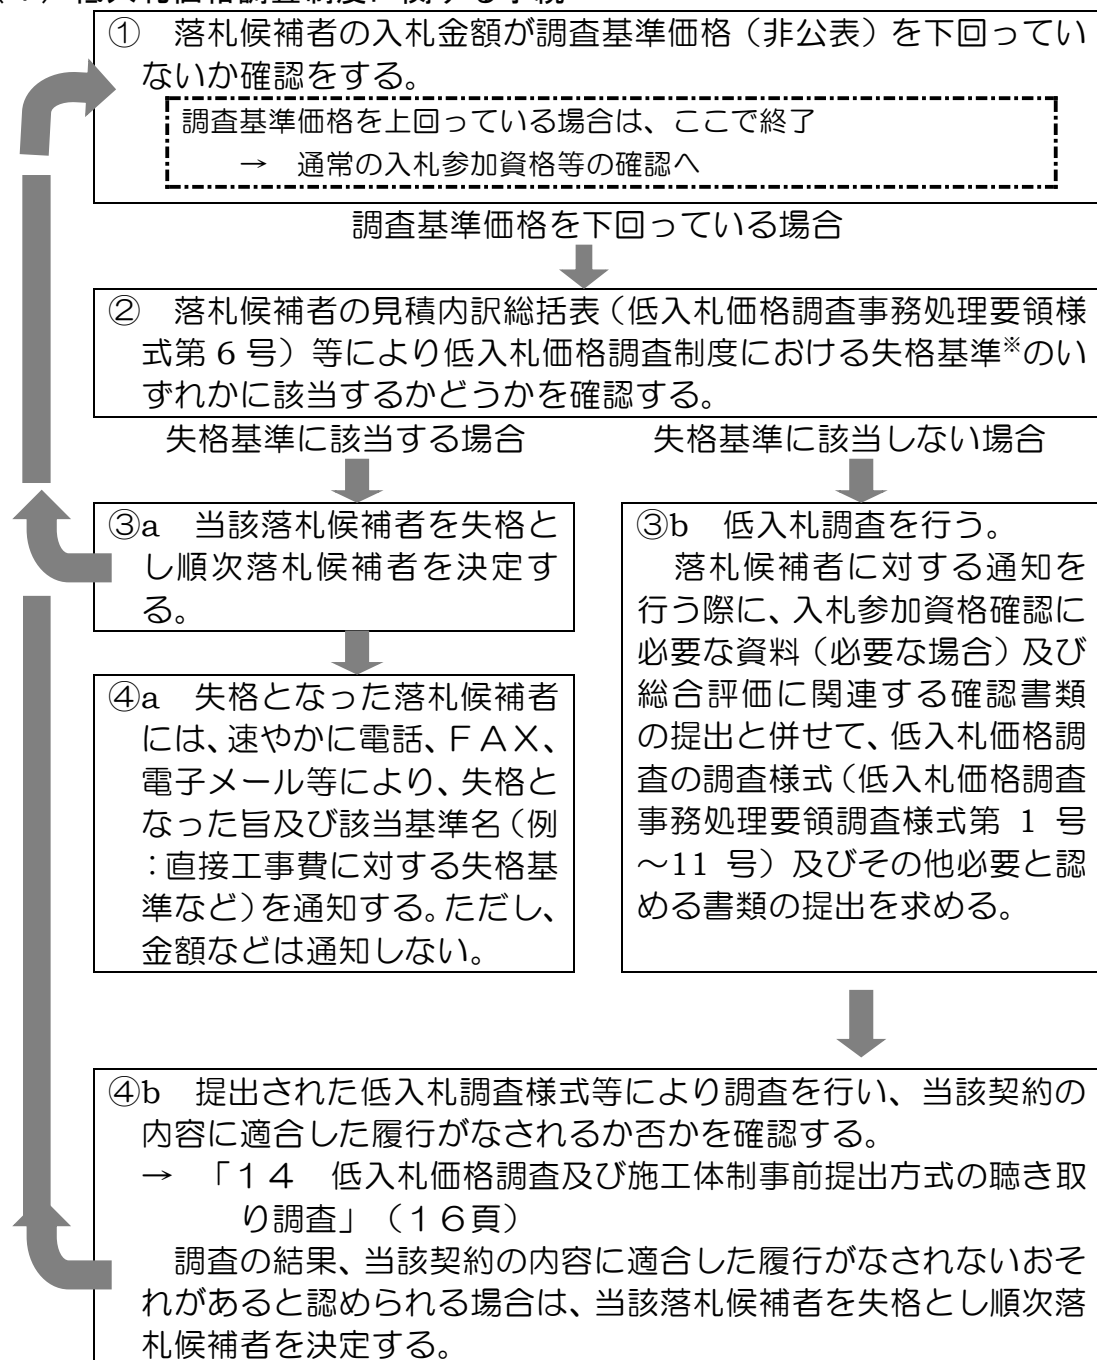 ① 落札候補者の入札金額が調査基準価格（非公表）を下回ってい
ないか確認をする。
調査基準価格を上回っている場合は、ここで終了
→ 通常の入札参加資格等の確認へ
調査基準価格を下回っている場合
② 落札候補者の見積内訳総括表（低入札価格調査事務処理要領様
式第 6 号）等により低入札価格調査制度における失格基準※のい
ずれかに該当するかどうかを確認する。
失格基準に該当する場合
失格基準に該当しない場合
③a 当該落札候補者を失格と
し順次落札候補者を決定す
る。
④a 失格となった落札候補者
には、速やかに電話、ＦＡＸ、
電子メール等により、失格と
なった旨及び該当基準名（例
：直接工事費に対する失格基
準など）を通知する。ただし、
金額などは通知しない。
③b 低入札調査を行う。
落札候補者に対する通知を
行う際に、入札参加資格確認に
必要な資料（必要な場合）及び
総合評価に関連する確認書類
の提出と併せて、低入札価格調
査の調査様式（低入札価格調査
事務処理要領調査様式第 1 号
～11 号）及びその他必要と認
める書類の提出を求める。
④b 提出された低入札調査様式等により調査を行い、当該契約の
内容に適合した履行がなされるか否かを確認する。
→ 「１４ 低入札価格調査及び施工体制事前提出方式の聴き取
り調査」（１６頁）
調査の結果、当該契約の内容に適合した履行がなされないおそ
れがあると認められる場合は、当該落札候補者を失格とし順次落
札候補者を決定する。